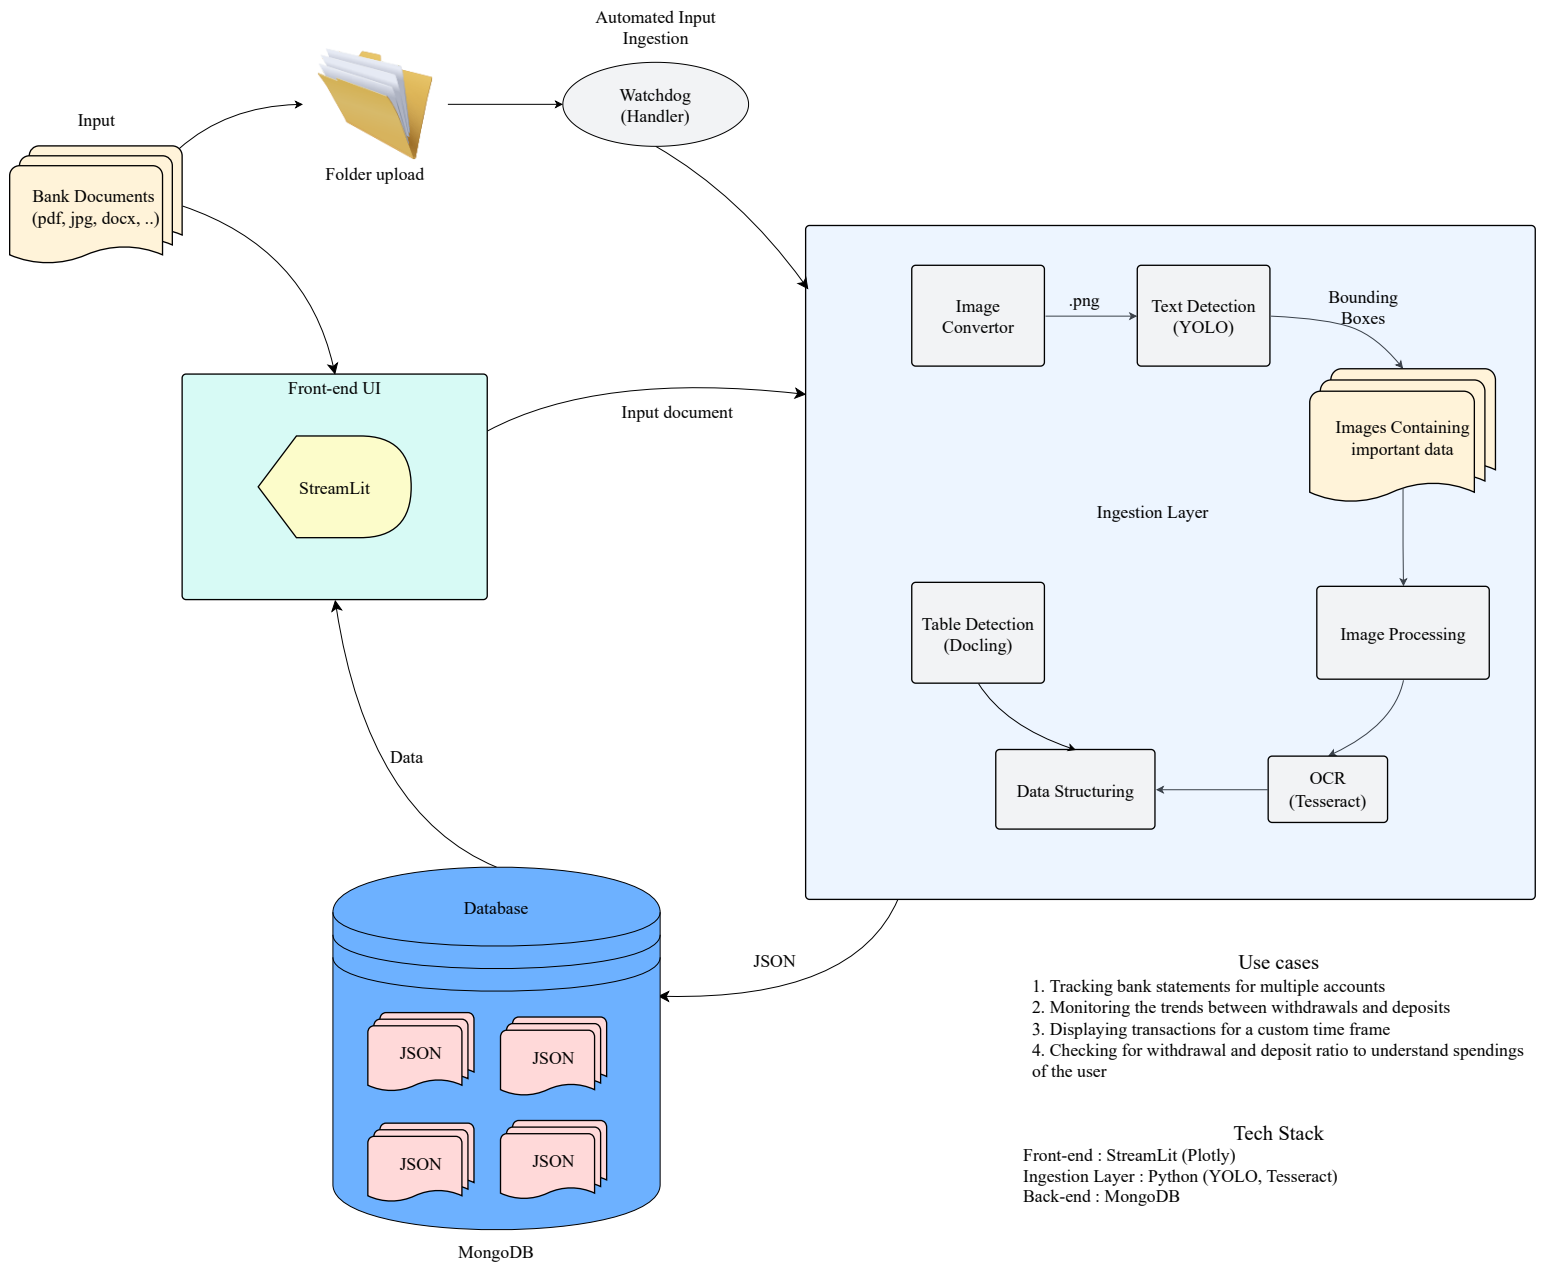 Automated Input
Ingestion
Watchdog
(Handler)
Input
Folder upload
Bank Documents
(pdf, jpg, docx, ..)
Image
Convertor
.png
Text Detection
(YOLO)
Bounding
Boxes
Front-end UI
StreamLit
Input document
Images Containing
important data
Ingestion Layer
Table Detection
(Docling)
Image Processing
Data Structuring
OCR
(Tesseract)
Data
Database
JSON
JSON
JSON
JSON
JSON
MongoDB
Use cases
1. Tracking bank statements for multiple accounts
2. Monitoring the trends between withdrawals and deposits
3. Displaying transactions for a custom time frame
4. Checking for withdrawal and deposit ratio to understand spendings
of the user
Tech Stack
Front-end : StreamLit (Plotly)
Ingestion Layer : Python (YOLO, Tesseract)
Back-end : MongoDB